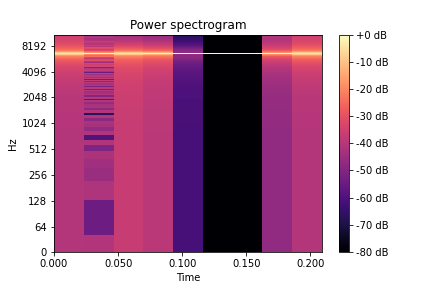 Power spectrogram
8192
4096
2048
1024
512
256
128
64
0
Hz
0.000 0.050 0.100 0.150 0.200
Time
+0 dB
-10 dB
-20 dB
-30 dB
-40 dB
-50 dB
-60 dB
-70 dB
-80 dB